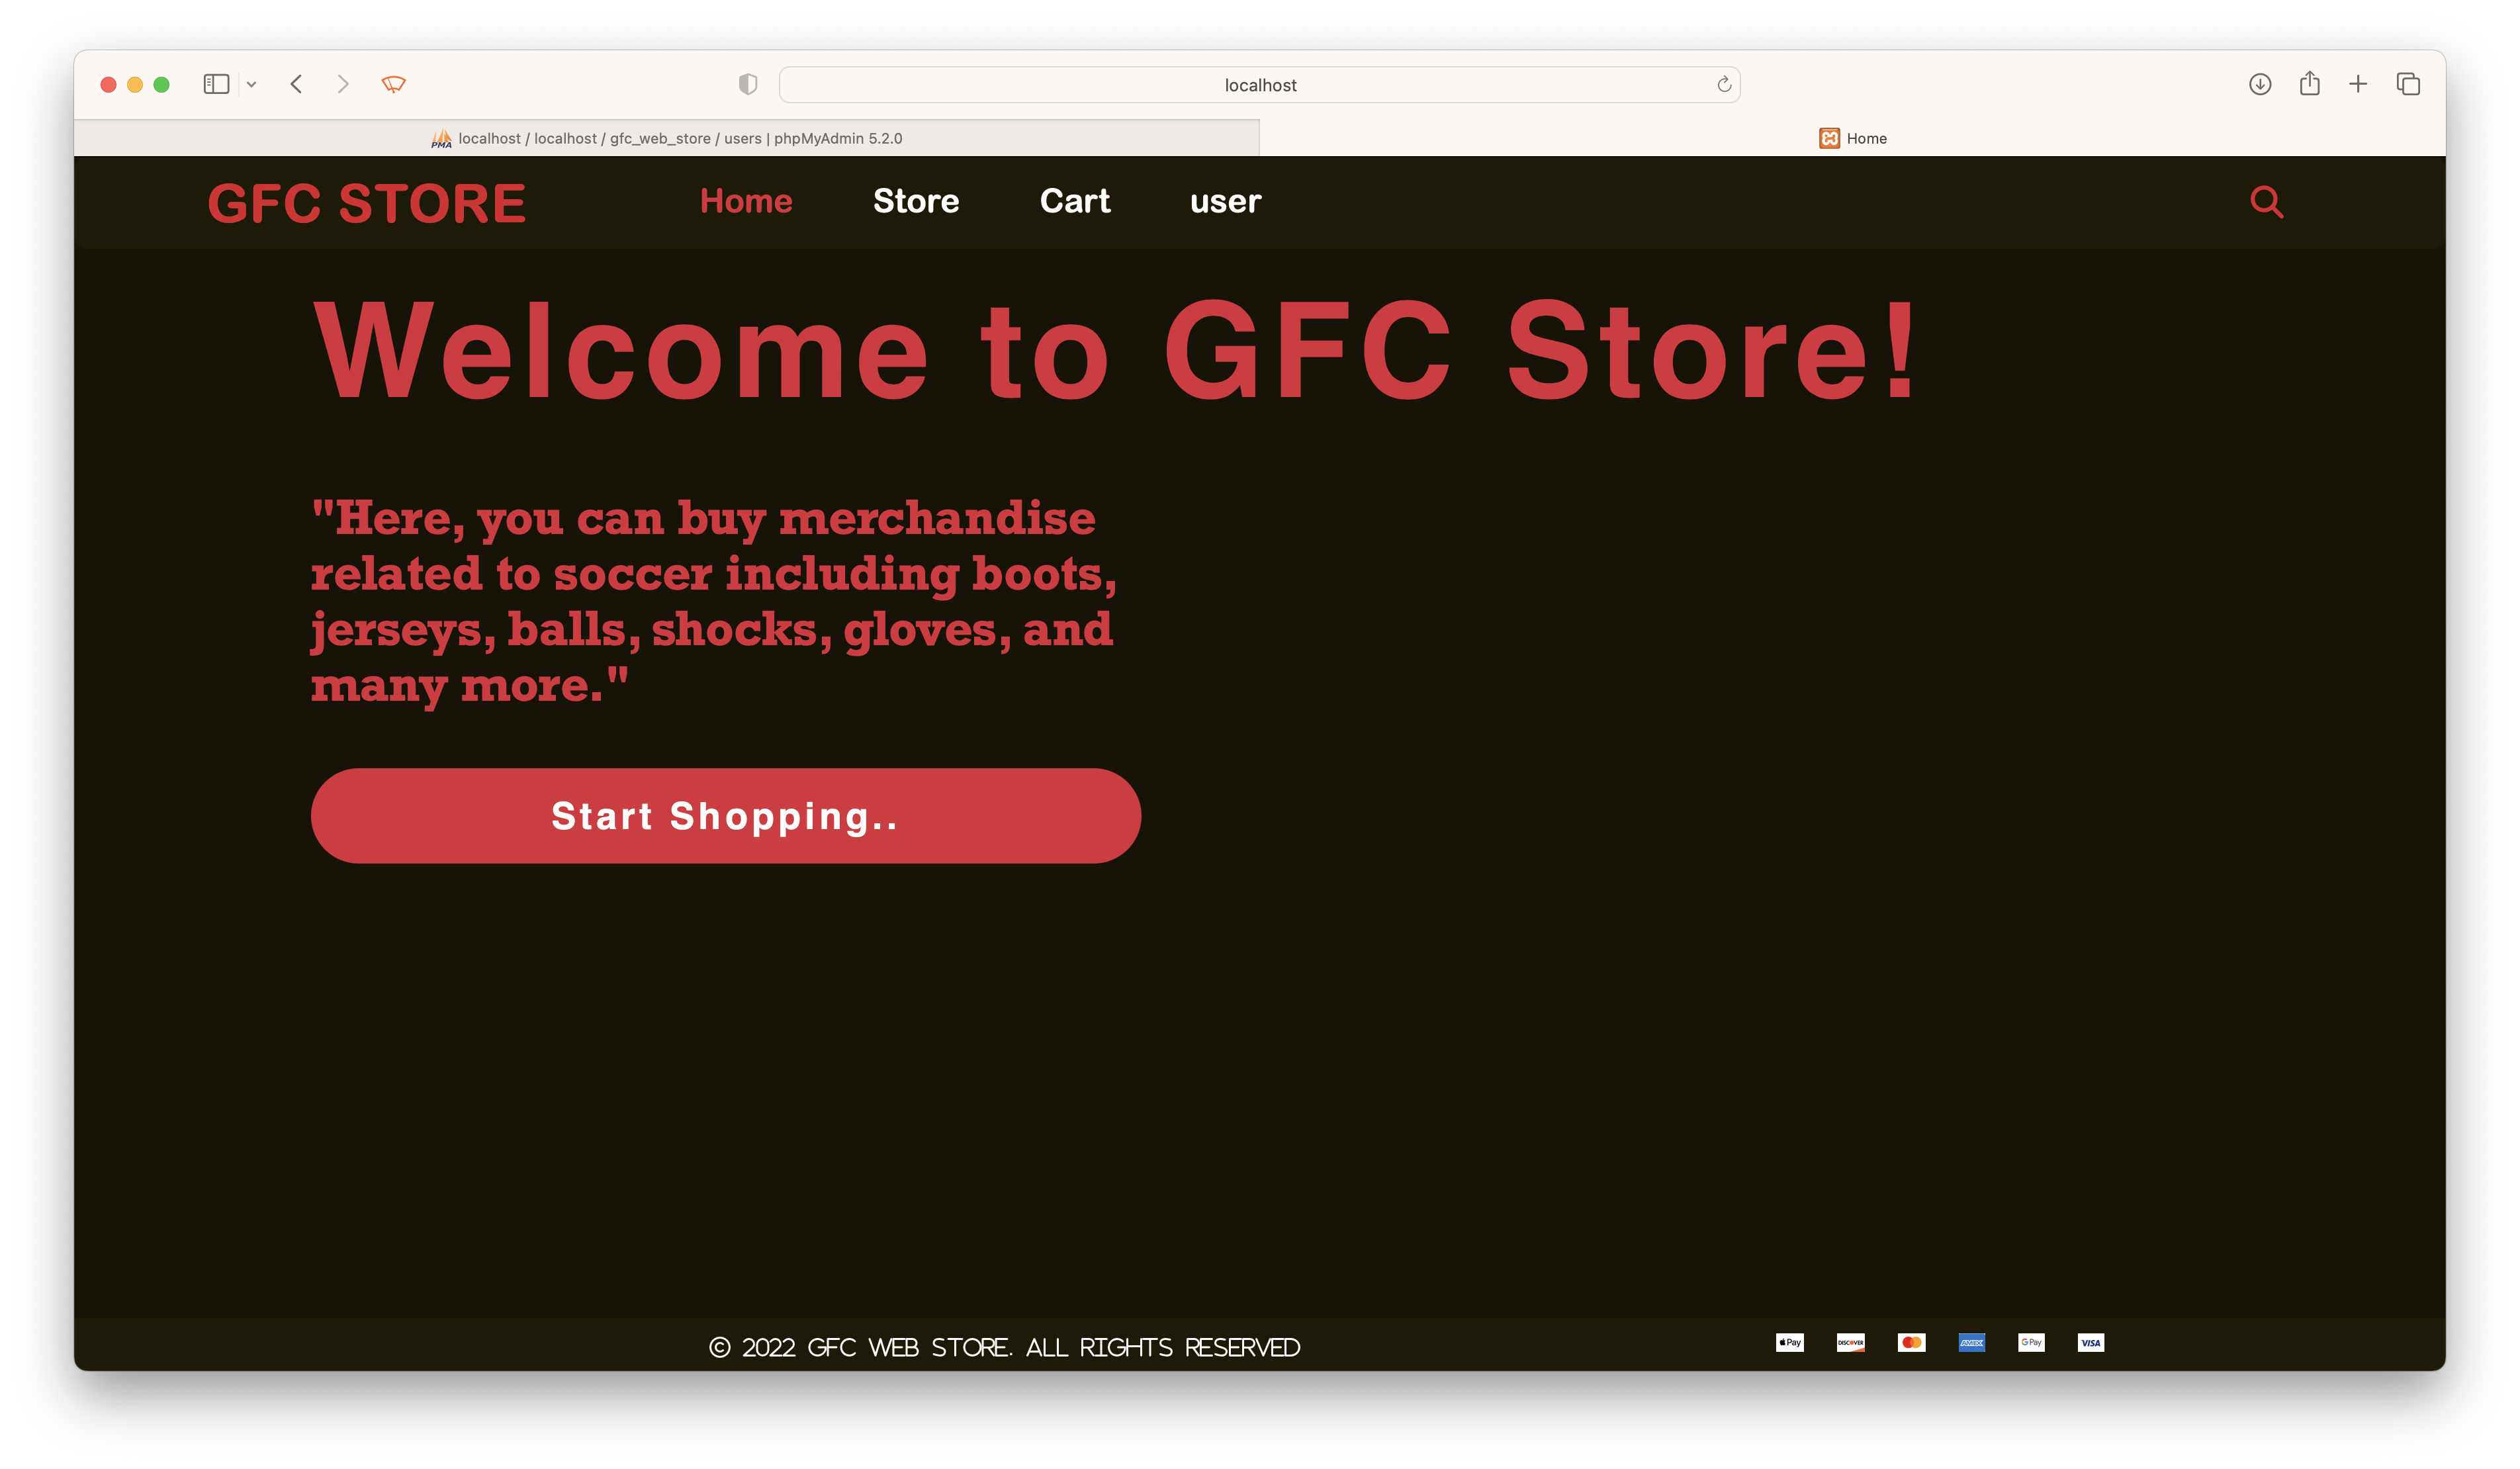 localhost
PMA localhost / localhost / gfc_web_store / users | phpMyAdmin 5.2.0
Home
GFC STORE Home Store Cart user
Welcome to GFC Store!
"Here, you can buy merchandise
related to soccer including boots,
jerseys, balls, shocks, gloves, and
many more."
Start Shopping..
© 2022 GFC WEB STORE. ALL RIGHTS RESERVED
Pay DISCOVER AMEX G Pay VISA